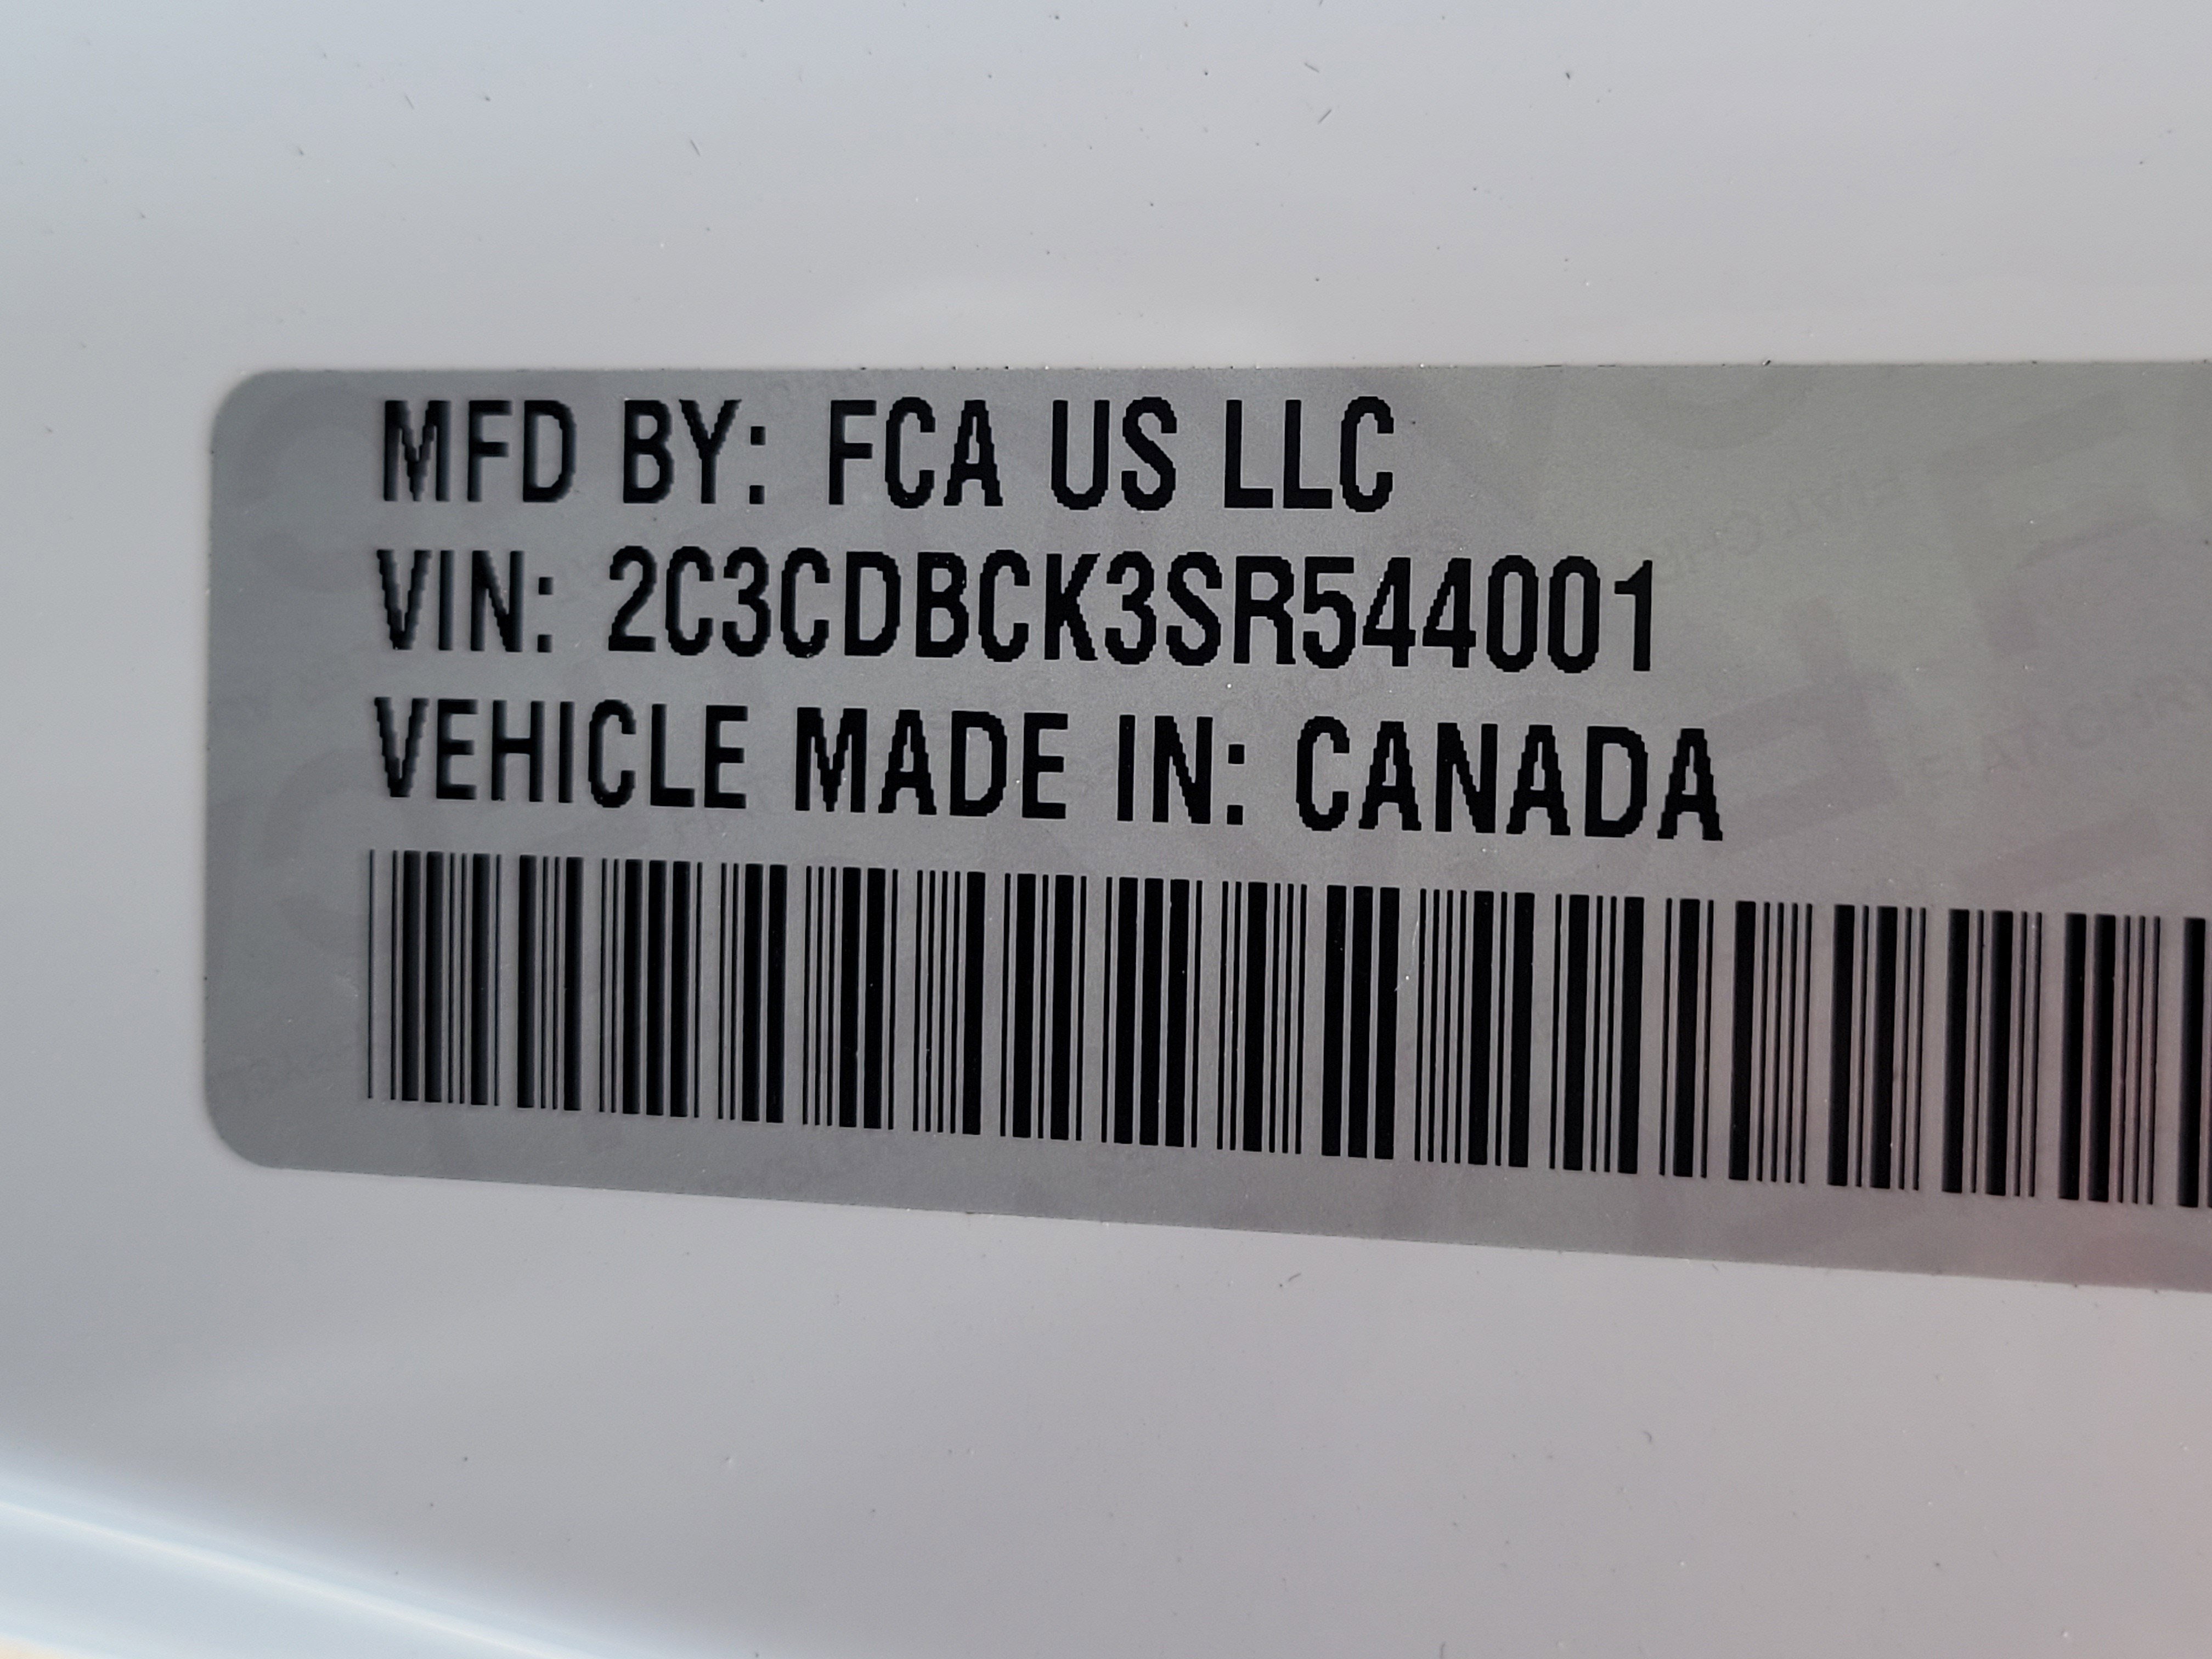 MFD BY: FCA US LLC
VIN: 2C3CDBCK3SR544001
VEHICLE MADE IN: CANADA